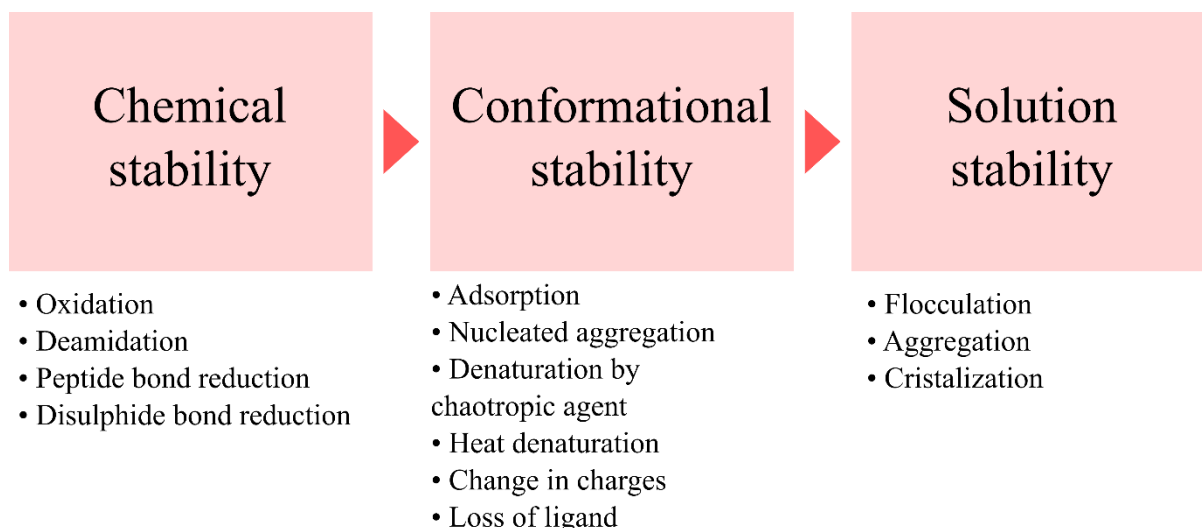 Chemical
stability
Conformational
stability
Solution
stability
• Oxidation
• Deamidation
• Peptide bond reduction
• Disulphide bond reduction
• Adsorption
• Nucleated aggregation
• Denaturation by
chaotropic agent
• Heat denaturation
• Change in charges
• Loss of ligand
• Flocculation
• Aggregation
• Cristalization